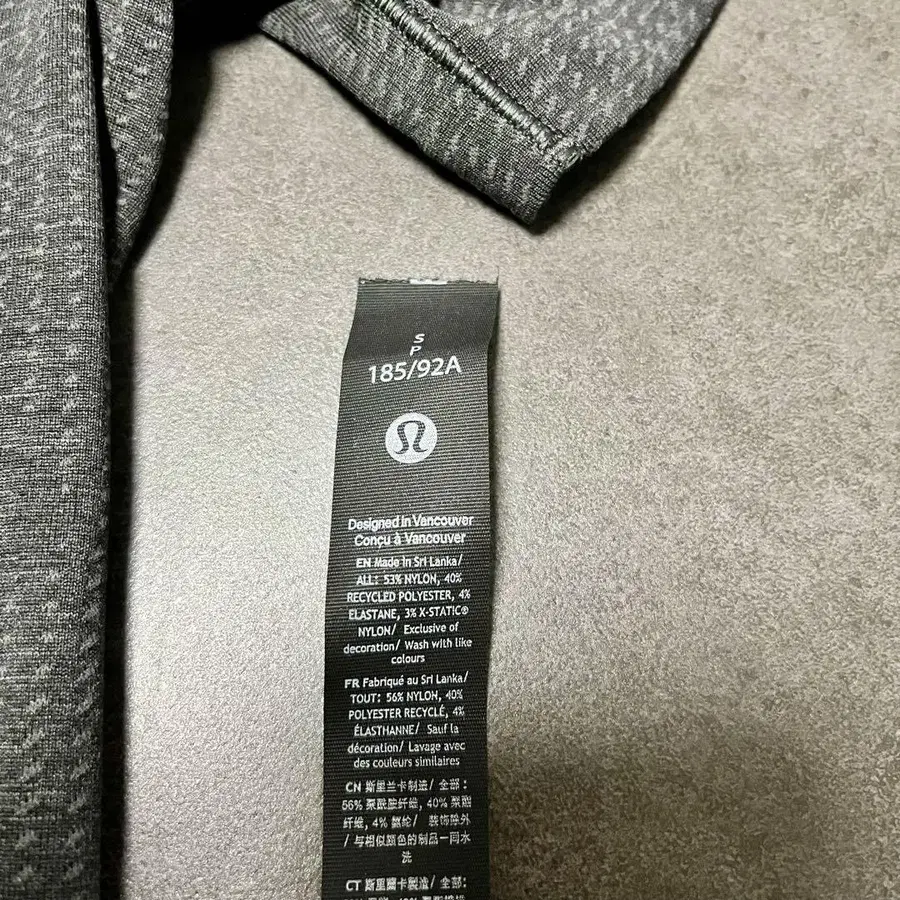 S
P
185/92A
Designed in Vancouver
Conçu à Vancouver
EN Made in Sri Lanka/
ALL: 53% NYLON, 40%
RECYCLED POLYESTER, 4%
ELASTANE, 3% X-STATIC®
NYLON/ Exclusive of
decoration/ Wash with like
colours
FR Fabriqué au Sri Lanka/
TOUT: 56% NYLON, 40%
POLYESTER RECYCLÉ, 4%
ÉLASTHANNE/ Sauf la
décoration/ Lavage avec
des couleurs similaires
CN 斯里兰卡制造/ 全部:
56% 聚酰胺纤维, 40% 聚酯
纤维, 4% 氨纶/ 装饰除外
/ 与相似颜色的制品一同水
洗
CT 斯里蘭卡製造/ 全部: